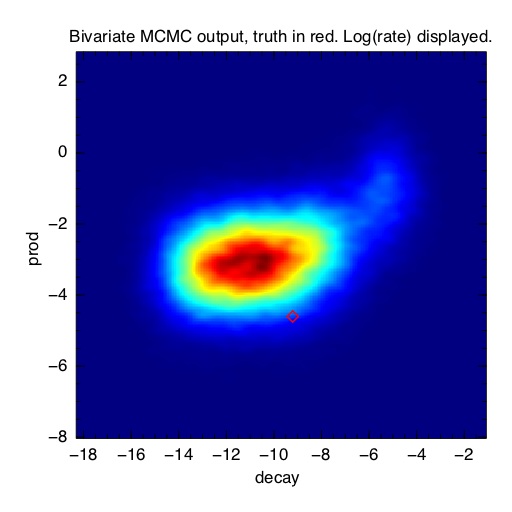 Bivariate MCMC output, truth in red. Log(rate) displayed.
2
0
−2
−4
−6
−8
prod
−18 −16 −14 −12 −10 −8 −6 −4 −2
decay